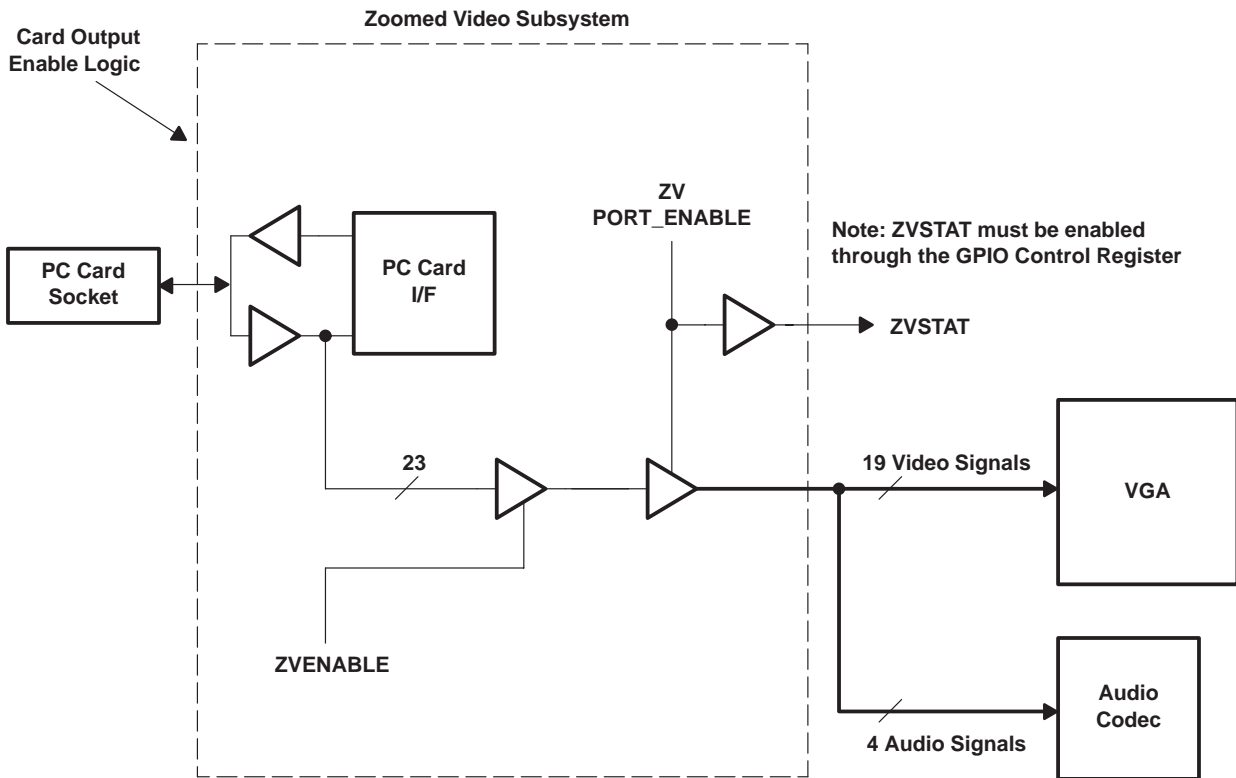 Zoomed Video Subsystem
Card Output
Enable Logic
ZV
PORT_ENABLE
Note: ZVSTAT must be enabled
through the GPIO Control Register
PC Card
Socket
PC Card
I/F
ZVSTAT
23
19 Video Signals
VGA
ZVENABLE
Audio
Codec
4 Audio Signals